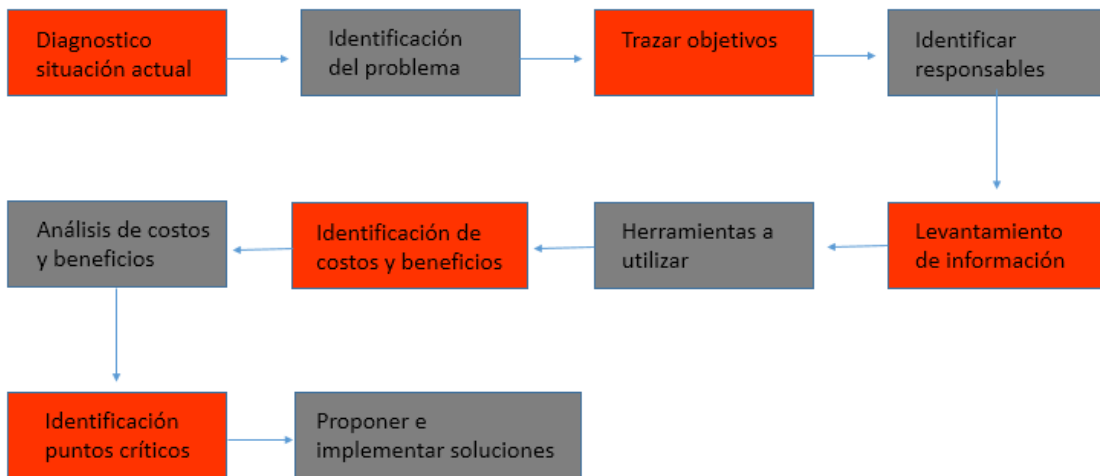 Diagnostico
situación actual
Identificación
del problema
Trazar objetivos
Identificar
responsables
Levantamiento
de información
Herramientas a
utilizar
Identificación de
costos y beneficios
Análisis de costos
y beneficios
Identificación
puntos críticos
Proponer e
implementar soluciones